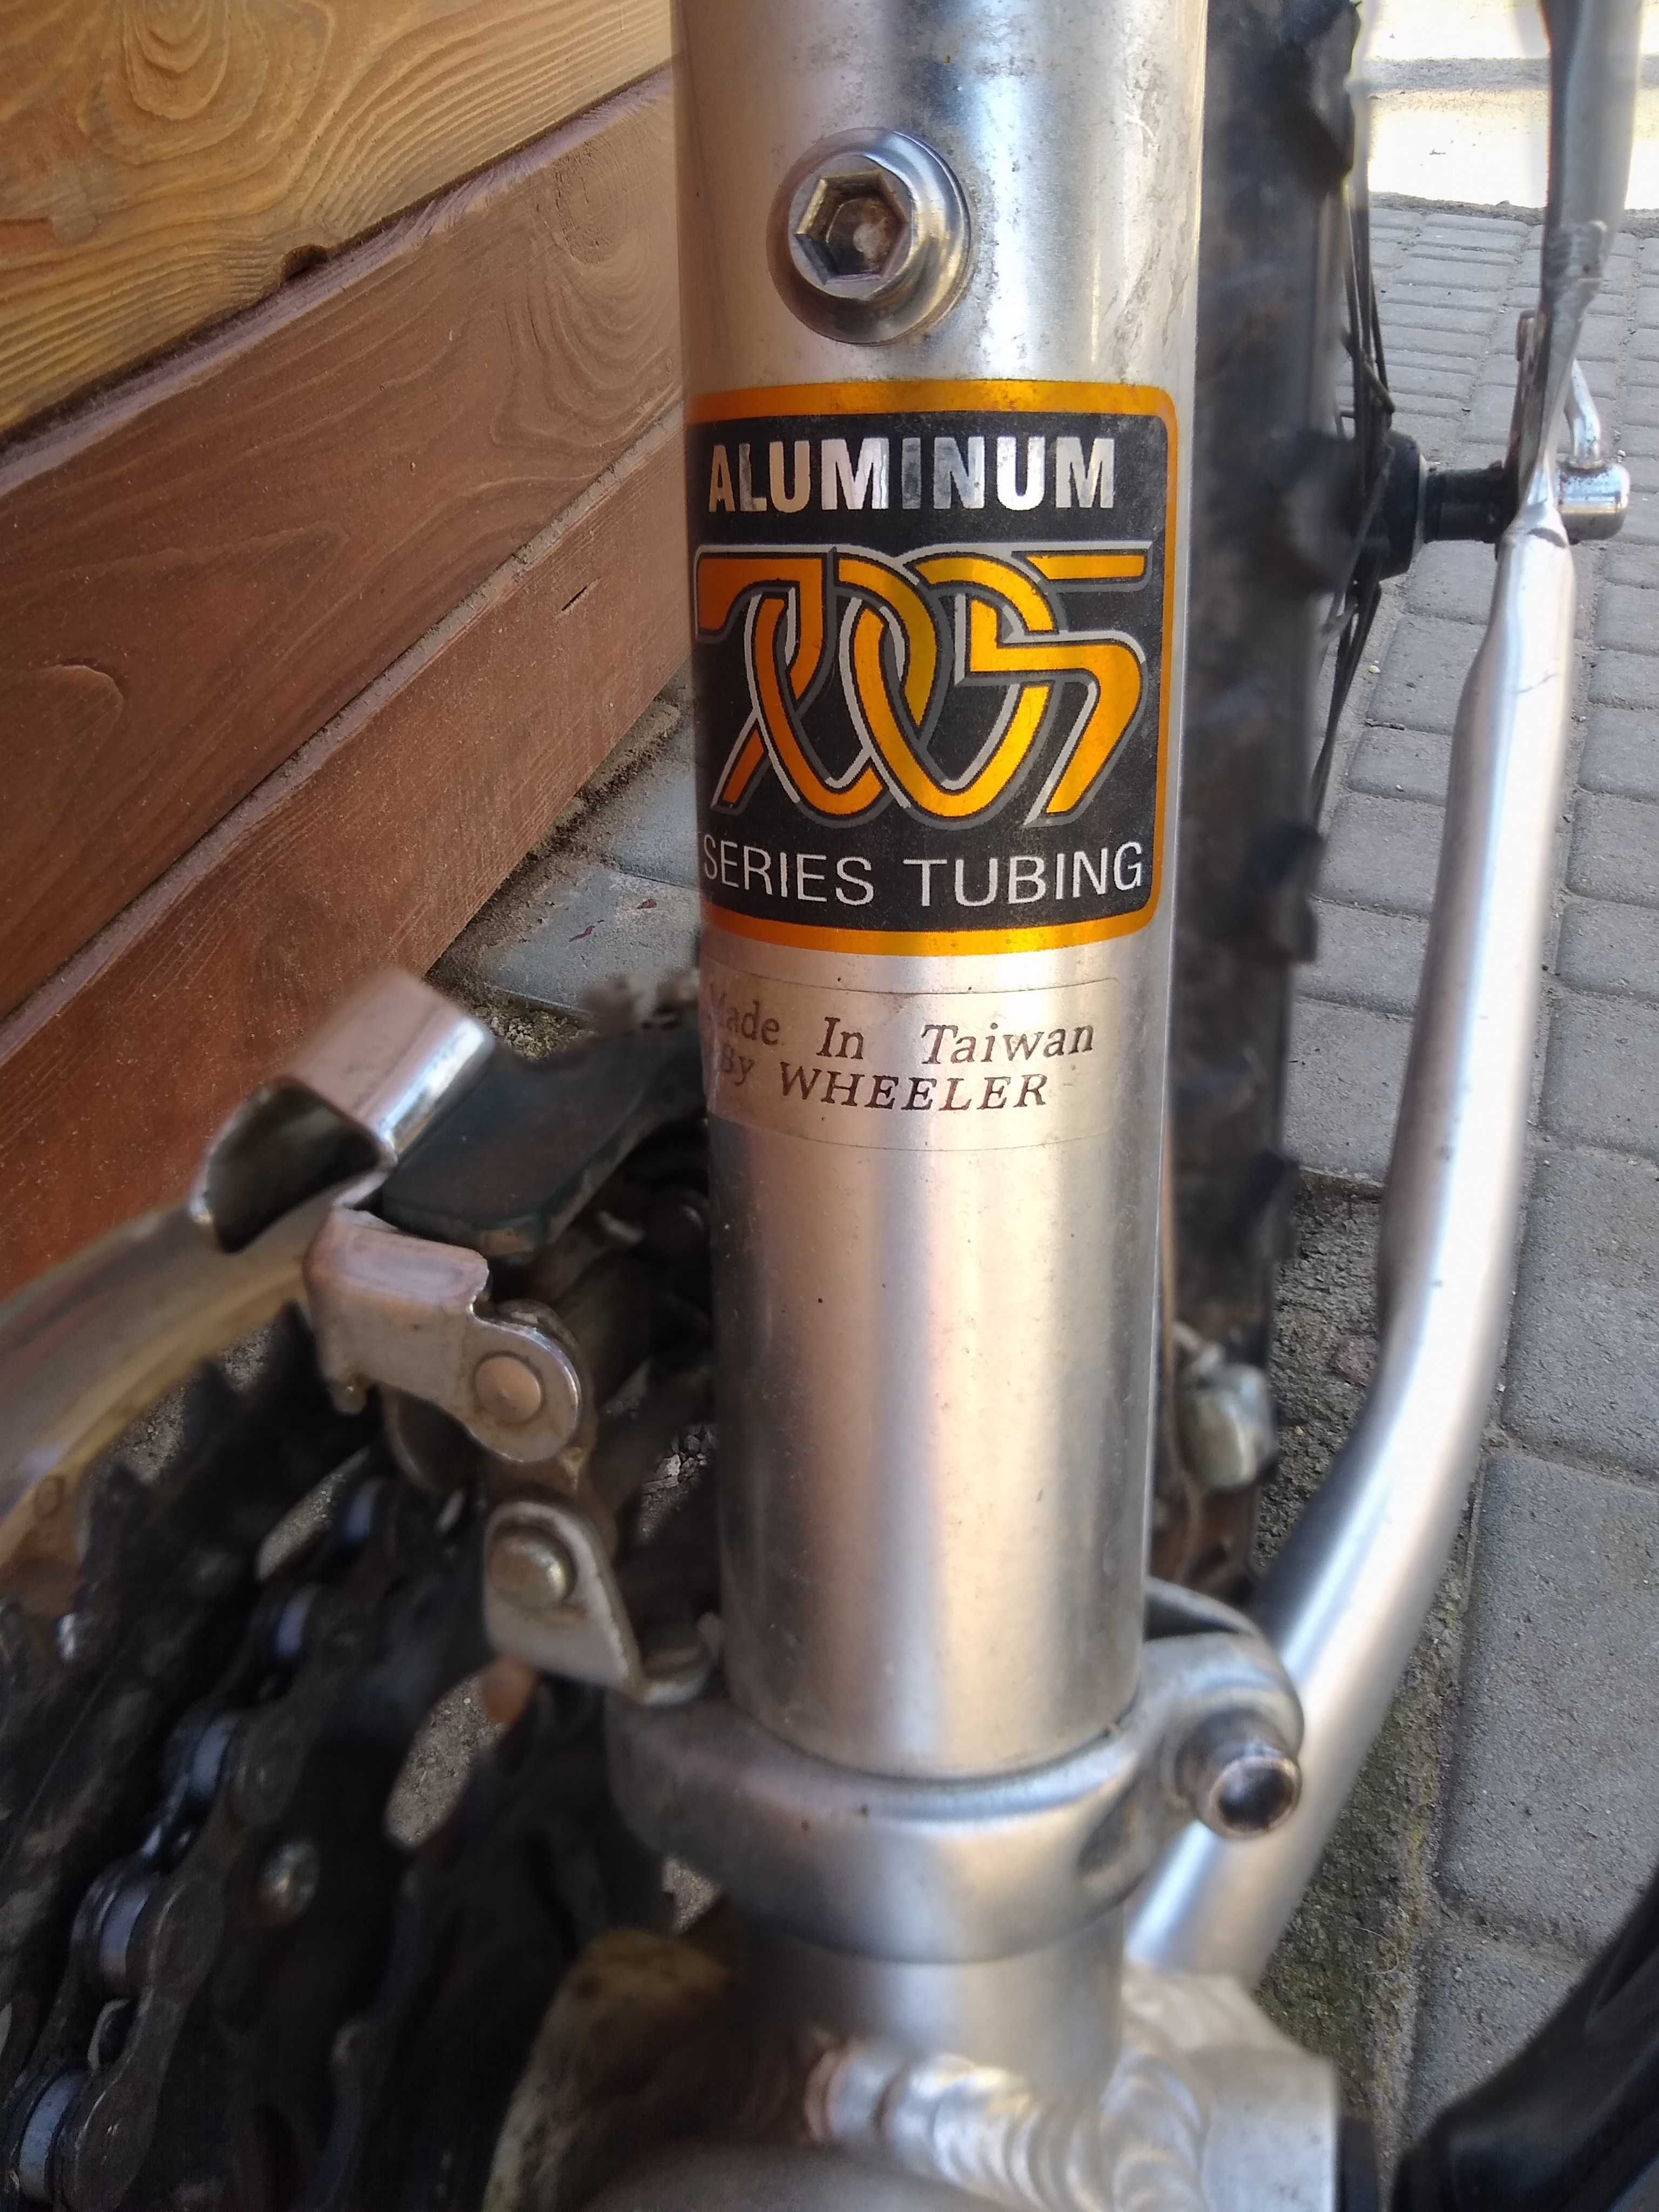 ALUMINUM
7005
SERIES TUBING
Made In Taiwan
By WHEELER